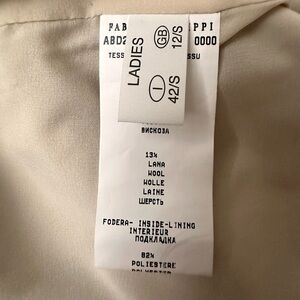 FAB PPI
ABD2 0000
TESS SSU
LADIES
GB 12/S
I 42/S
ВИСКОЗА
13%
LANA
WOOL
WOLLE
LAINE
ШЕРСТЬ
FODERA- INSIDE-LINING
INTERIEUR
ПОДКЛАДКА
82%
POLIESTERE